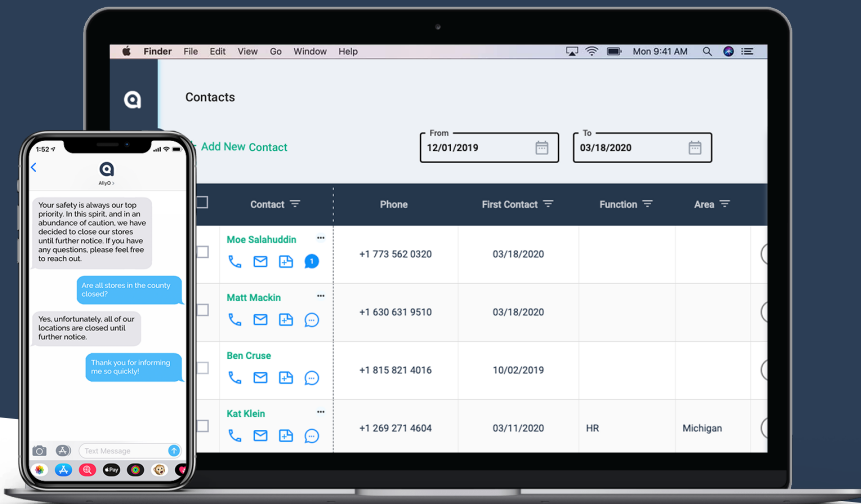 Finder File Edit View Go Window Help
Mon 9:41 AM
Contacts
Add New Contact
From
12/01/2019
To
03/18/2020
Contact
Phone
First Contact
Function
Area
Moe Salahuddin
1
+1 773 562 0320
03/18/2020
Matt Mackin
+1 630 631 9510
03/18/2020
Ben Cruse
+1 815 821 4016
10/02/2019
Kat Klein
+1 269 271 4604
03/11/2020
HR
Michigan
1:52
AllyO >
Your safety is always our top
priority. In this spirit, and in an
abundance of caution, we have
decided to close our stores
until further notice. If you have
any questions, please feel free
to reach out.
Are all stores in the county
closed?
Yes, unfortunately, all of our
locations are closed until
further notice.
Thank you for informing
me so quickly!
Text Message
Pay